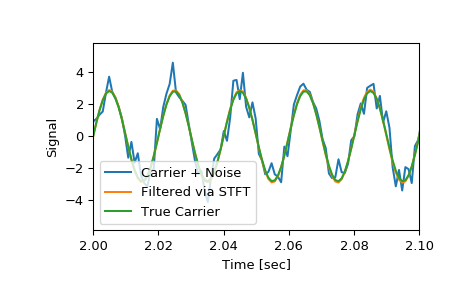 4
2
0
−2
−4
Signal
Carrier + Noise
Filtered via STFT
True Carrier
2.00 2.02 2.04 2.06 2.08 2.10
Time [sec]